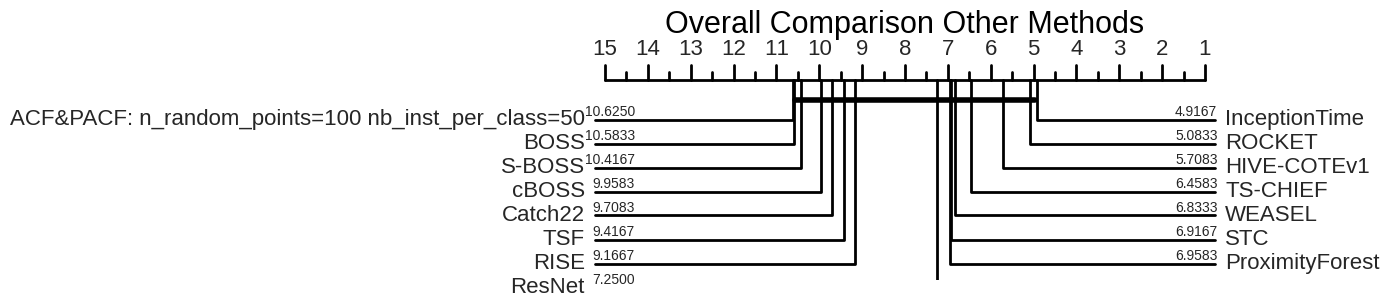 Overall Comparison Other Methods
15 14 13 12 11 10 9 8 7 6 5 4 3 2 1
ACF&PACF: n_random_points=100 nb_inst_per_class=50 10.6250 4.9167 InceptionTime
BOSS 10.5833 5.0833 ROCKET
S-BOSS 10.4167 5.7083 HIVE-COTEv1
cBOSS 9.9583 6.4583 TS-CHIEF
Catch22 9.7083 6.8333 WEASEL
TSF 9.4167 6.9167 STC
RISE 9.1667 6.9583 ProximityForest
ResNet 7.2500